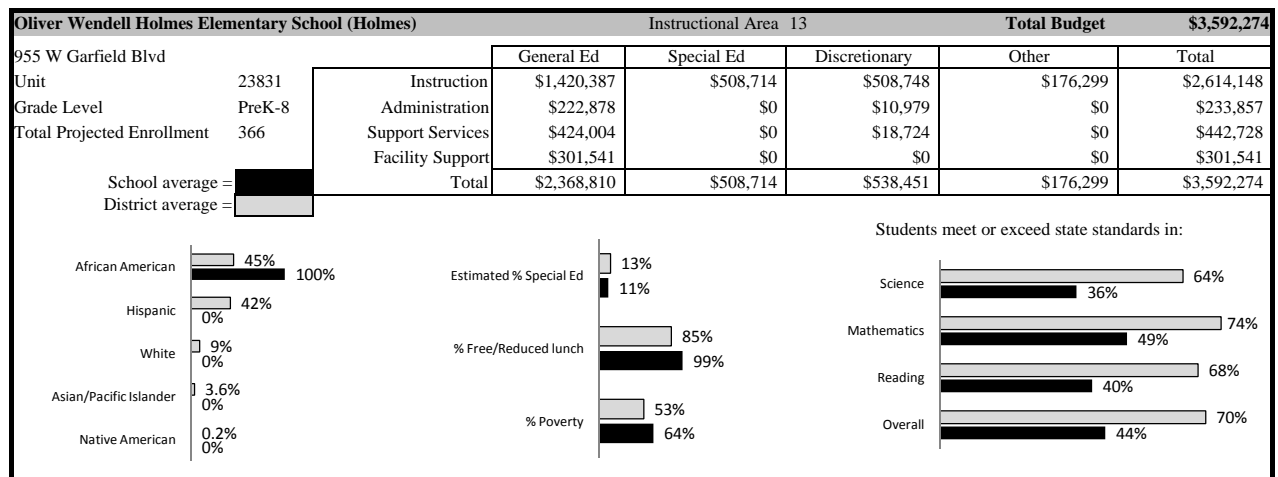 Oliver Wendell Holmes Elementary School (Holmes) Instructional Area 13 Total Budget $3,592,274
955 W Garfield Blvd General Ed Special Ed Discretionary Other Total
Unit 23831 Instruction $1,420,387 $508,714 $508,748 $176,299 $2,614,148
Grade Level PreK-8 Administration $222,878 $0 $10,979 $0 $233,857
Total Projected Enrollment 366 Support Services $424,004 $0 $18,724 $0 $442,728
Facility Support $301,541 $0 $0 $0 $301,541
School average = Total $2,368,810 $508,714 $538,451 $176,299 $3,592,274
District average =
African American 45%
100%
Hispanic 42%
0%
White 9%
0%
Asian/Pacific Islander 3.6%
0%
Native American 0.2%
0%
Estimated % Special Ed 13%
11%
% Free/Reduced lunch 85%
99%
% Poverty 53%
64%
Students meet or exceed state standards in:
Science 64%
36%
Mathematics 74%
49%
Reading 68%
40%
Overall 70%
44%